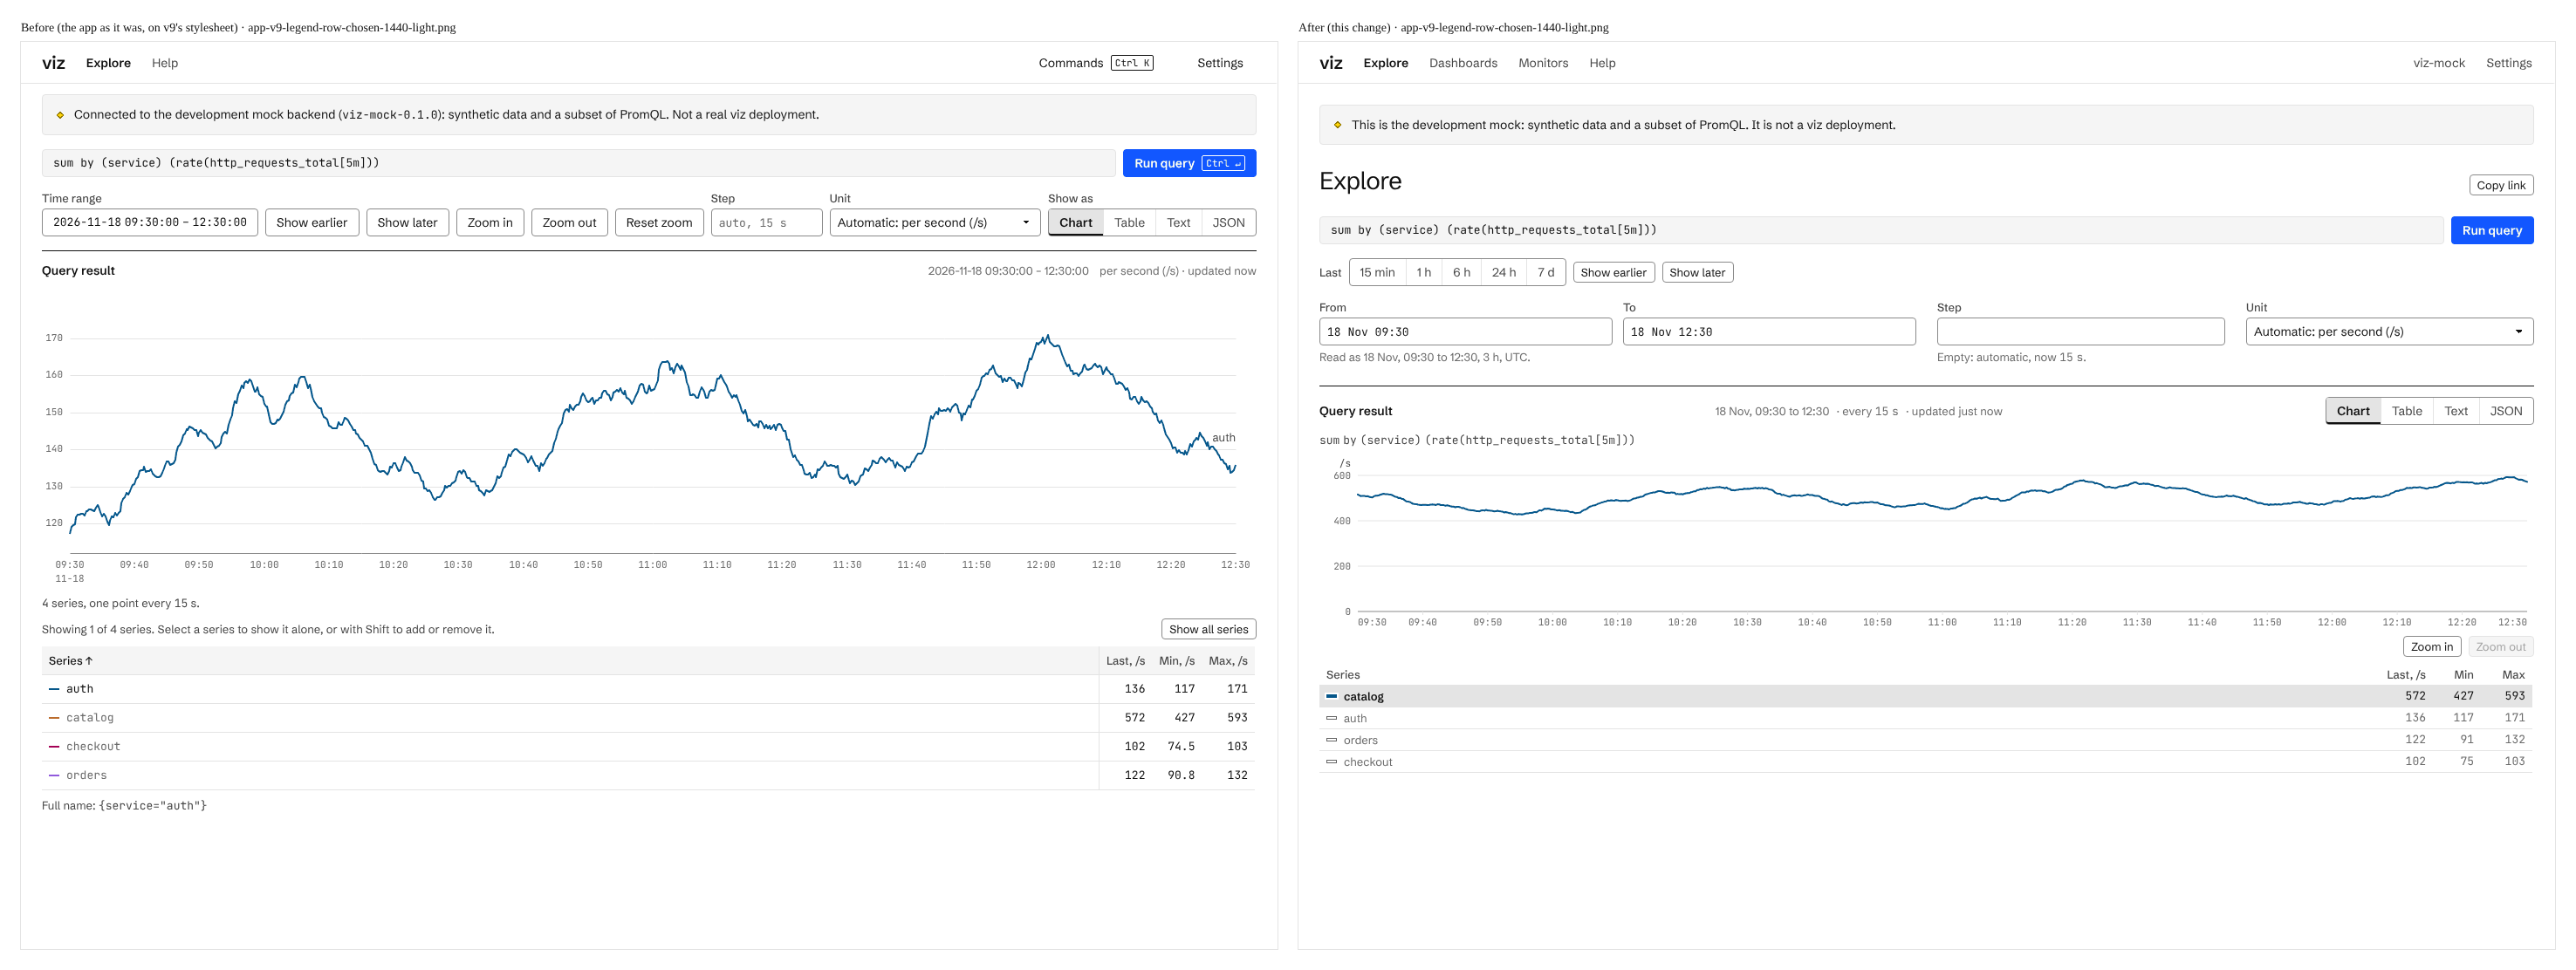 Before (the app as it was, on v9's stylesheet) · app-v9-legend-row-chosen-1440-light.png
viz Explore Help Commands Ctrl K Settings
Connected to the development mock backend (viz-mock-0.1.0): synthetic data and a subset of PromQL. Not a real viz deployment.
sum by (service) (rate(http_requests_total[5m])) Run query Ctrl ↵
Time range Step Unit Show as
2026-11-18 09:30:00 – 12:30:00 Show earlier Show later Zoom in Zoom out Reset zoom auto, 15 s Automatic: per second (/s) Chart Table Text JSON
Query result 2026-11-18 09:30:00 – 12:30:00 per second (/s) · updated now
170
160
150
140
130
120
auth
09:30 09:40 09:50 10:00 10:10 10:20 10:30 10:40 10:50 11:00 11:10 11:20 11:30 11:40 11:50 12:00 12:10 12:20 12:30
11-18
4 series, one point every 15 s.
Showing 1 of 4 series. Select a series to show it alone, or with Shift to add or remove it. Show all series
Series ↑ Last, /s Min, /s Max, /s
auth 136 117 171
catalog 572 427 593
checkout 102 74.5 103
orders 122 90.8 132
Full name: {service="auth"}
After (this change) · app-v9-legend-row-chosen-1440-light.png
viz Explore Dashboards Monitors Help viz-mock Settings
This is the development mock: synthetic data and a subset of PromQL. It is not a viz deployment.
Explore Copy link
sum by (service) (rate(http_requests_total[5m])) Run query
Last 15 min 1 h 6 h 24 h 7 d Show earlier Show later
From To Step Unit
18 Nov 09:30 18 Nov 12:30 Automatic: per second (/s)
Read as 18 Nov, 09:30 to 12:30, 3 h, UTC. Empty: automatic, now 15 s.
Query result 18 Nov, 09:30 to 12:30 · every 15 s · updated just now Chart Table Text JSON
sum by (service) (rate(http_requests_total[5m]))
/s
600
400
200
0
09:30 09:40 09:50 10:00 10:10 10:20 10:30 10:40 10:50 11:00 11:10 11:20 11:30 11:40 11:50 12:00 12:10 12:20 12:30
Zoom in Zoom out
Series Last, /s Min Max
catalog 572 427 593
auth 136 117 171
orders 122 91 132
checkout 102 75 103